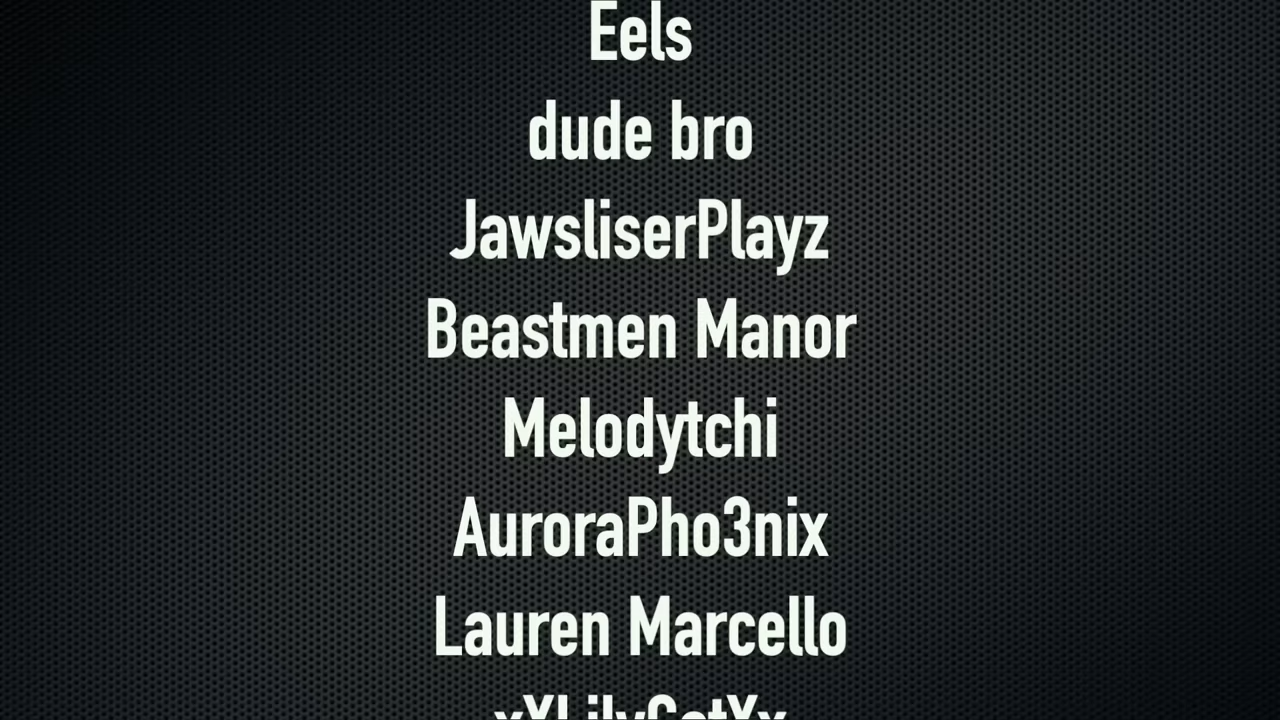 Eels
dude bro
JawsliserPlayz
Beastmen Manor
Melodytchi
AuroraPho3nix
Lauren Marcello